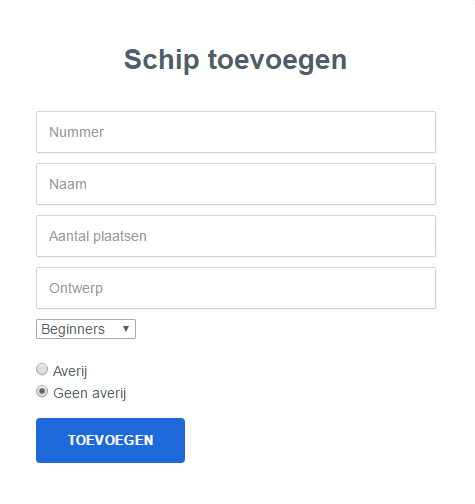 Schip toevoegen
Nummer
Naam
Aantal plaatsen
Ontwerp
Beginners
Averij
Geen averij
TOEVOEGEN